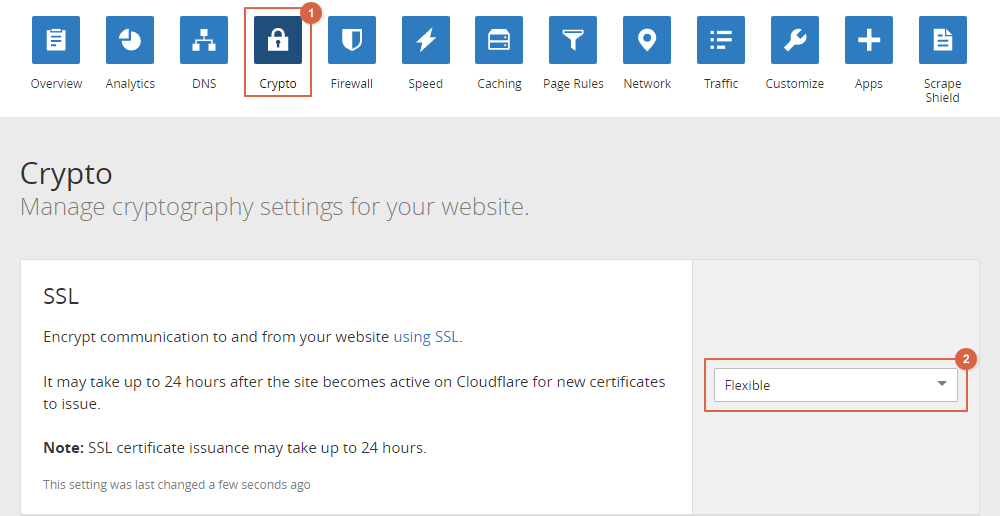 1
Overview Analytics DNS Crypto Firewall Speed Caching Page Rules Network Traffic Customize Apps Scrape
Shield
Crypto
Manage cryptography settings for your website.
SSL
Encrypt communication to and from your website using SSL.
2
It may take up to 24 hours after the site becomes active on Cloudflare for new certificates
Flexible
to issue.
Note: SSL certificate issuance may take up to 24 hours.
This setting was last changed a few seconds ago